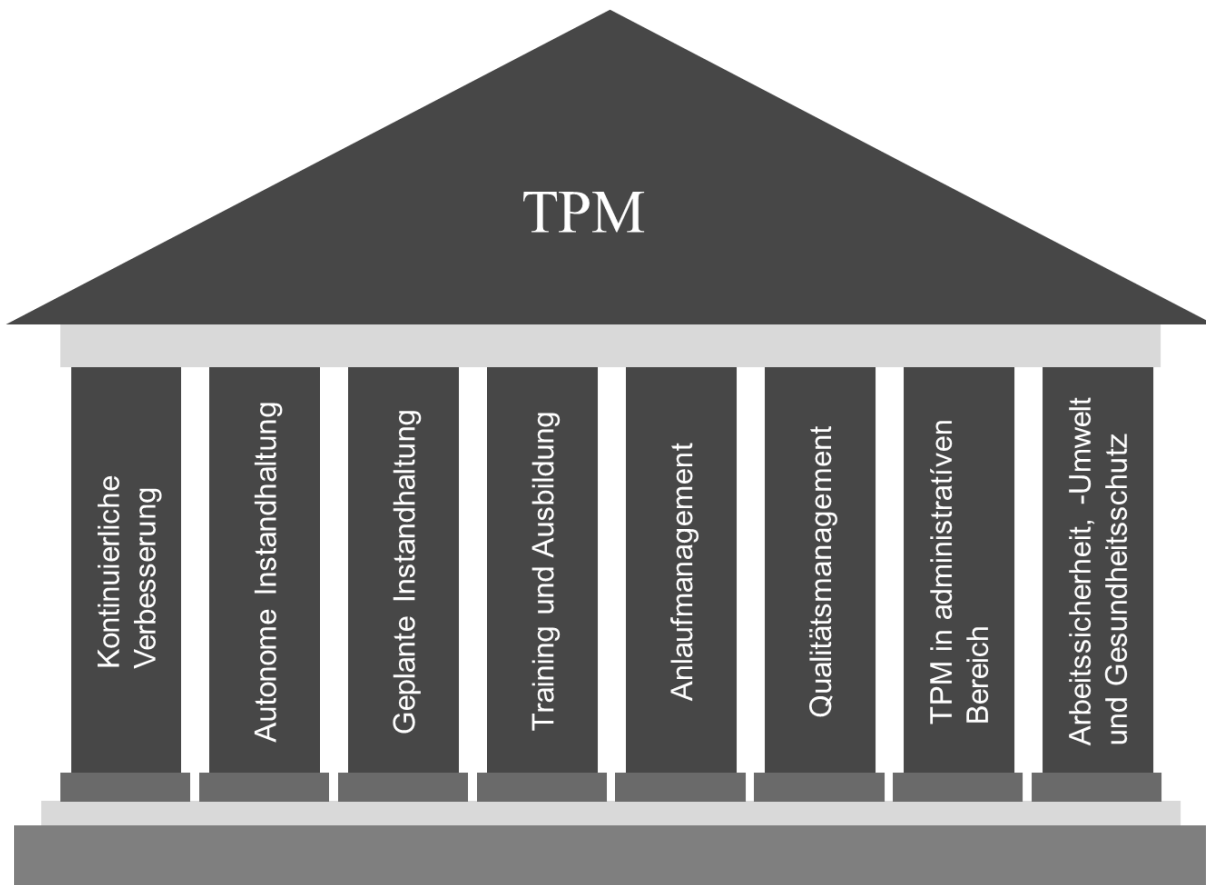 TPM
Kontinuierliche
Verbesserung
Autonome Instandhaltung
Geplante Instandhaltung
Training und Ausbildung
Anlaufmanagement
Qualitätsmanagement
TPM in administratíven
Bereich
Arbeitssicherheit, -Umwelt
und Gesundheitsschutz